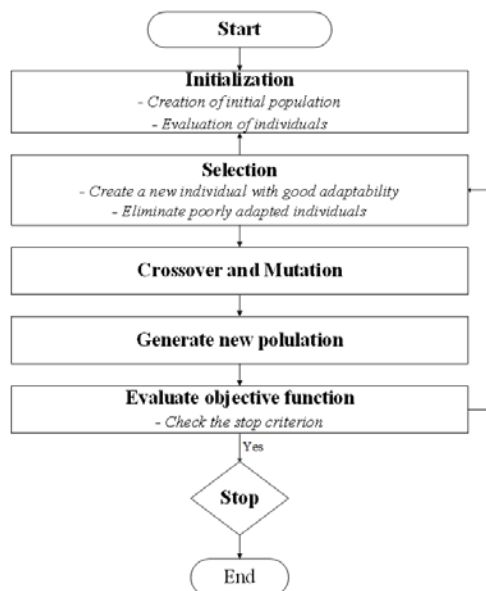 Start
Initialization
- Creation of initial population
- Evaluation of individuals
Selection
- Create a new individual with good adaptability
- Eliminate poorly adapted individuals
Crossover and Mutation
Generate new polulation
Evaluate objective function
- Check the stop criterion
Yes
Stop
End